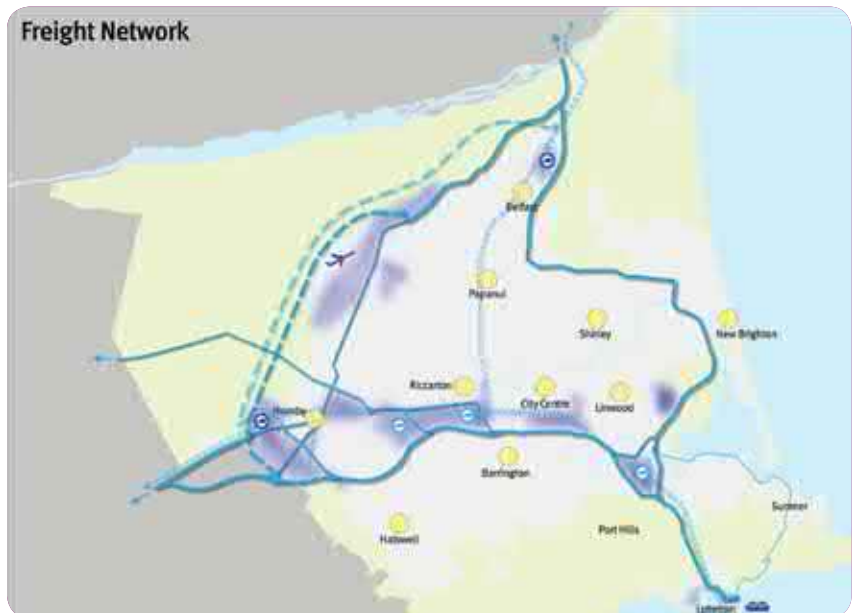 Freight Network
Belfast
Papanui
Shirley
New Brighton
Riccarton
City Centre
Linwood
Hornby
Barrington
Sumner
Port Hills
Halswell
Lyttelton